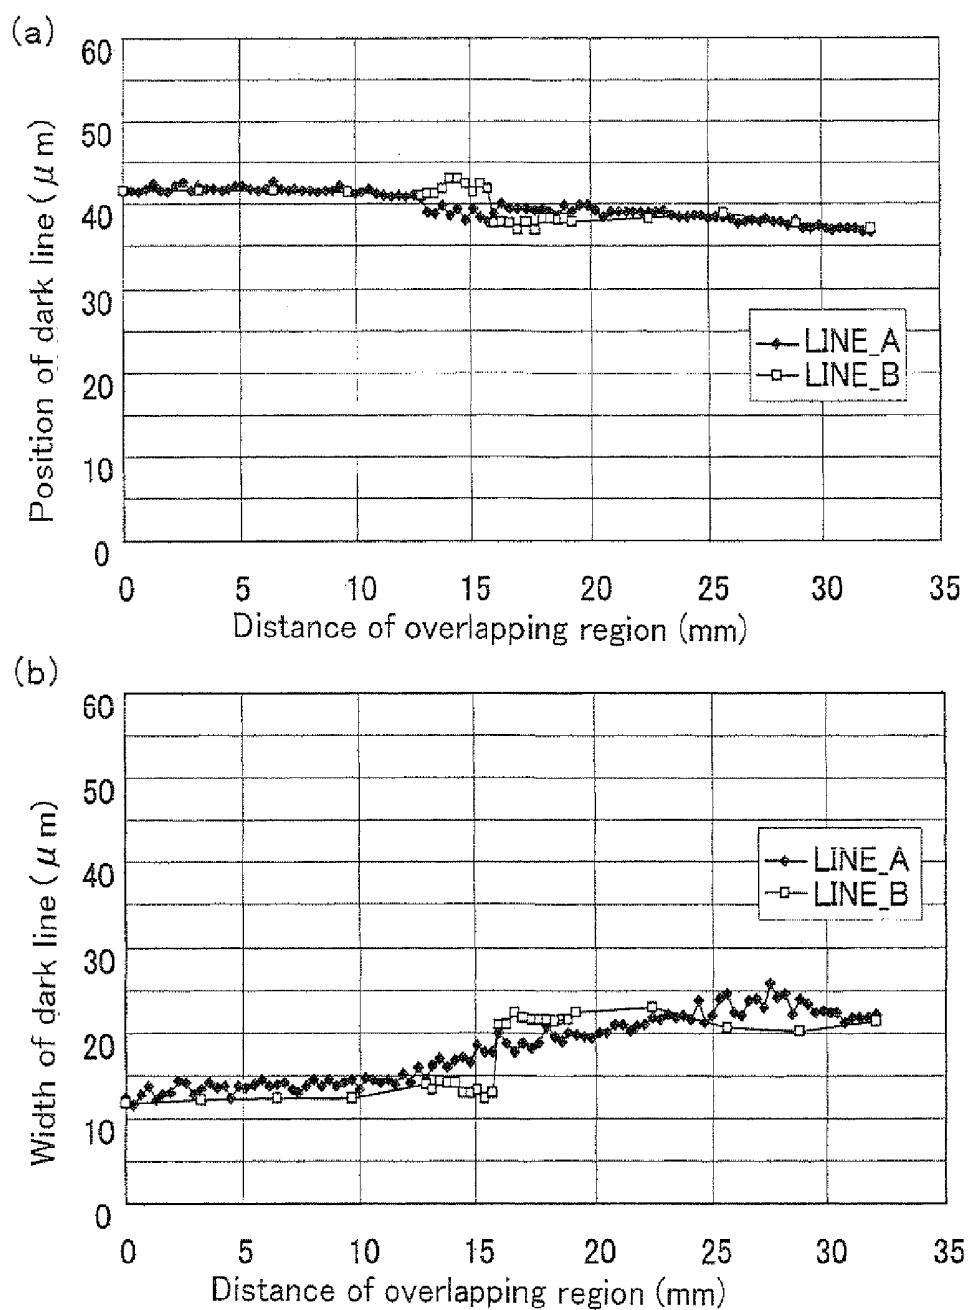 (a)
60
50
40
30
20
10
0
Position of dark line (μm)
LINE_A
LINE_B
0 5 10 15 20 25 30 35
Distance of overlapping region (mm)
(b)
60
50
40
30
20
10
0
Width of dark line (μm)
LINE_A
LINE_B
0 5 10 15 20 25 30 35
Distance of overlapping region (mm)